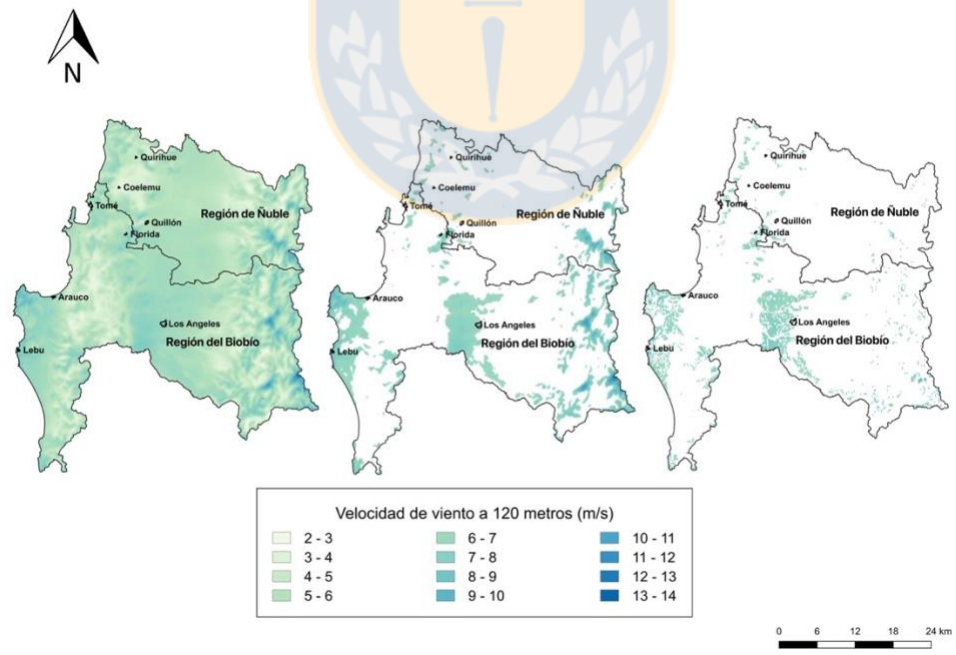 N
Quirihue
Coelemu
Tomé
Región de Ñuble
Quillón
Florida
Arauco
Los Angeles
Región del Biobío
Lebu
Quirihue
Coelemu
Tomé
Región de Ñuble
Quillón
Florida
Arauco
Los Angeles
Región del Biobío
Lebu
Quirihue
Coelemu
Tomé
Región de Ñuble
Quillón
Florida
Arauco
Los Angeles
Región del Biobío
Lebu
Velocidad de viento a 120 metros (m/s)
2 - 3
3 - 4
4 - 5
5 - 6
6 - 7
7 - 8
8 - 9
9 - 10
10 - 11
11 - 12
12 - 13
13 - 14
0 6 12 18 24 km